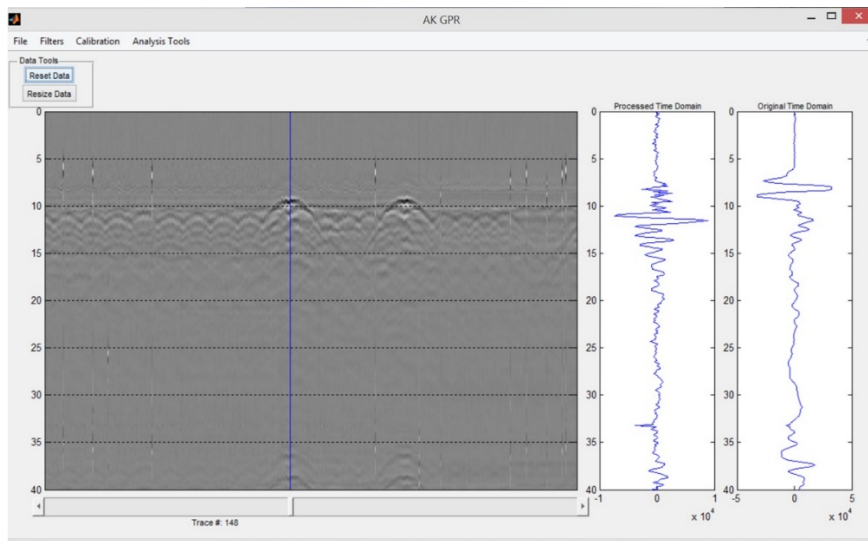 AK GPR
File Filters Calibration Analysis Tools
Data Tools
Reset Data
Resize Data
0
5
10
15
20
25
30
35
40
Trace #: 148
Processed Time Domain
0
5
10
15
20
25
30
35
40
-1 0 1
x 10^4
Original Time Domain
0
5
10
15
20
25
30
35
40
-5 0 5
x 10^4